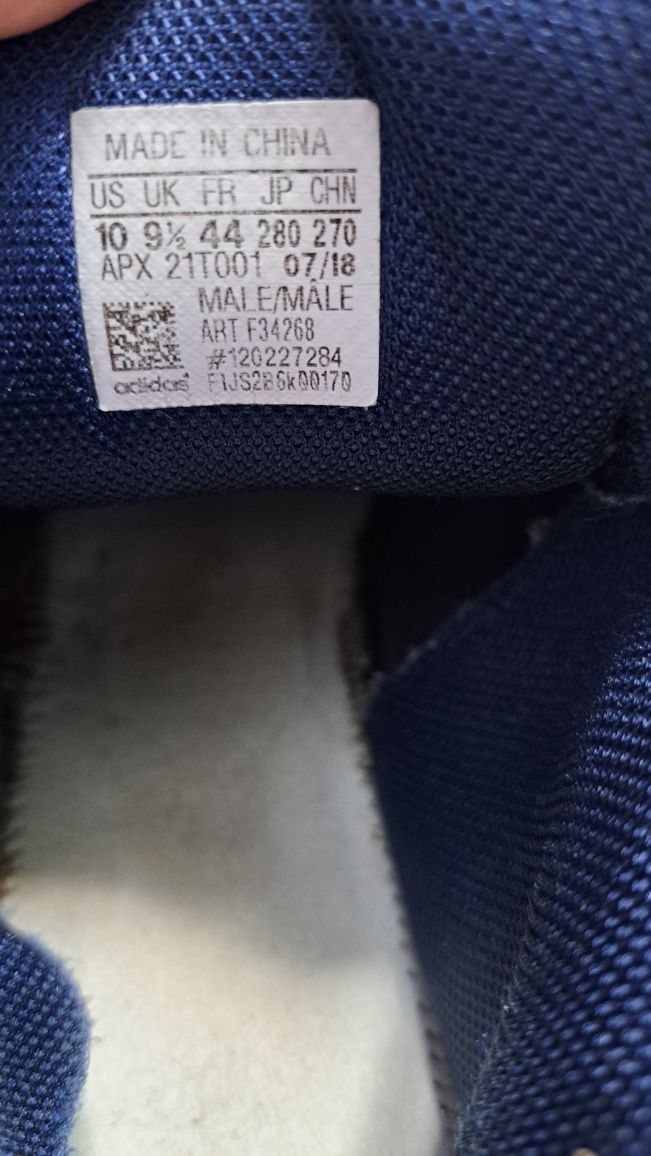 MADE IN CHINA
US UK FR JP CHN
10 9½ 44 280 270
APX 21T001 07/18
MALE/MÂLE
ART F34268
#120227284
adidas F1JS2B6k00170